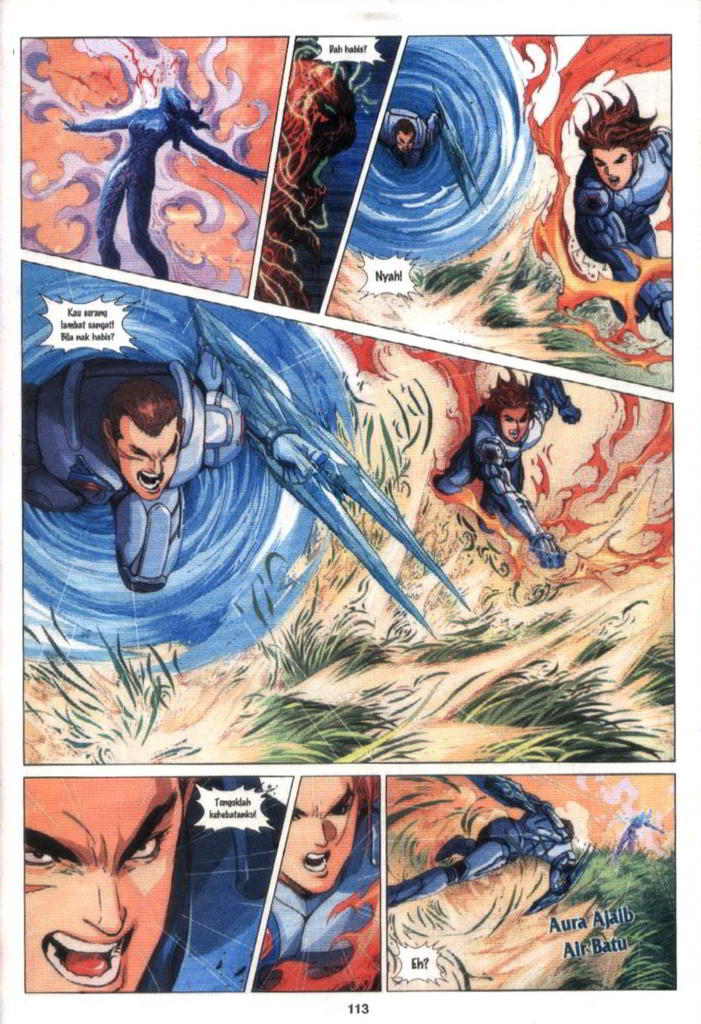 Dah habis?
Nyah!
Kau serang
lambat sangat!
Bila nak habis?
Tengoklah
kehebatanku!
Eh?
Aura Ajaib
Air Batu
113